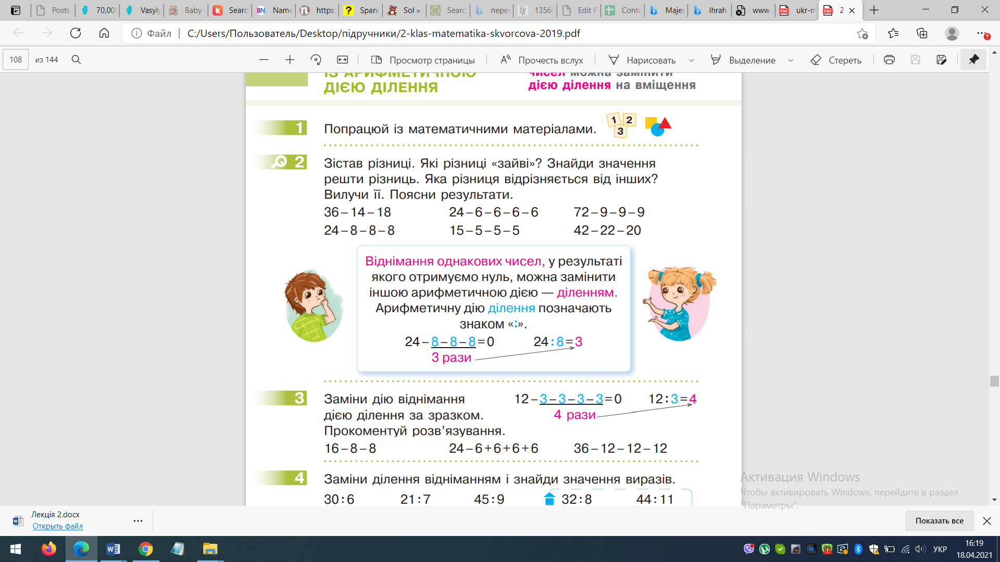 Posts
70,00
Vasyly
Baby
Searc
BN Name
https:
Spani
Sol »
Searc
перег
13560
Edit P
Conte
Majes
Ihrah
www.
ukr-m
2
Файл | C:/Users/Пользователь/Desktop/підручники/2-klas-matematika-skvorcova-2019.pdf
108 из 144
Просмотр страницы
Прочесть вслух
Нарисовать
Выделение
Стереть
ІЗ АРИФМЕТИЧНОЮ
ДІЄЮ ДІЛЕННЯ
чисел можна замінити
дією ділення на вміщення
1 Попрацюй із математичними матеріалами. 1 2 3
2 Зістав різниці. Які різниці «зайві»? Знайди значення
решти різниць. Яка різниця відрізняється від інших?
Вилучи її. Поясни результати.
36 – 14 – 18 24 – 6 – 6 – 6 – 6 72 – 9 – 9 – 9
24 – 8 – 8 – 8 15 – 5 – 5 – 5 42 – 22 – 20
Віднімання однакових чисел, у результаті
якого отримуємо нуль, можна замінити
іншою арифметичною дією — діленням.
Арифметичну дію ділення позначають
знаком «:».
24 – 8 – 8 – 8 = 0 24 : 8 = 3
3 рази
3 Заміни дію віднімання 12 – 3 – 3 – 3 – 3 = 0 12 : 3 = 4
дією ділення за зразком. 4 рази
Прокоментуй розв’язування.
16 – 8 – 8 24 – 6 + 6 + 6 + 6 36 – 12 – 12 – 12
4 Заміни ділення відніманням і знайди значення виразів.
30 : 6 21 : 7 45 : 9 32 : 8 44 : 11
Активация Windows
Чтобы активировать Windows, перейдите в раздел
"Параметры".
Лекція 2.docx
Открыть файл
Показать все
УКР
16:19
18.04.2021